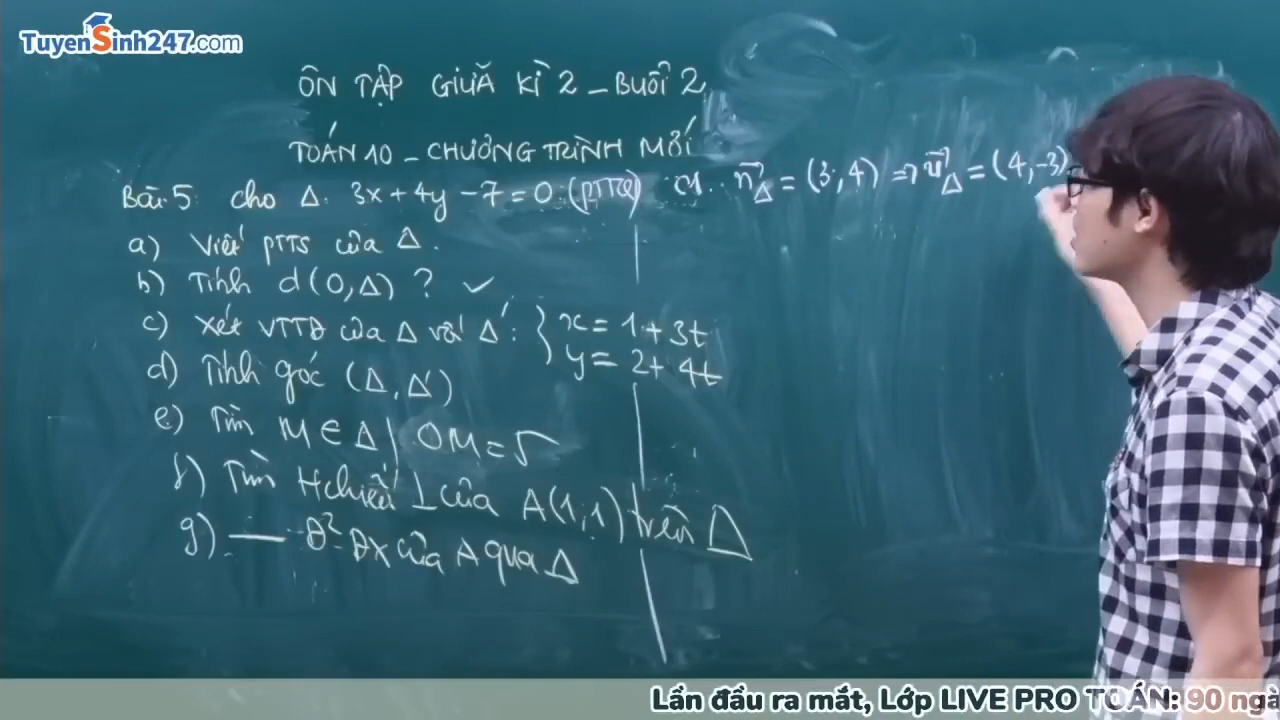 TuyenSinh247.com
ÔN TẬP GIỮA KÌ 2 – BUỔI 2
TOÁN 10 – CHƯƠNG TRÌNH MỚI
Bài 5: cho Δ: 3x + 4y - 7 = 0 (PTTQ)
a) Viết PTTS của Δ.
b) Tính d(O,Δ) ? ✓
c) Xét VTTĐ của Δ với Δ': { x = 1 + 3t
y = 2 + 4t
d) Tính góc (Δ,Δ')
e) Tìm M ∈ Δ | OM = 5
f) Tìm H chiếu ⊥ của A(1,1) trên Δ
g) — Đ² ĐX của A qua Δ
n⃗Δ = (3;4) ⇒ u⃗Δ = (4,-3)
Lần đầu ra mắt, Lớp LIVE PRO TOÁN: 90 ngà